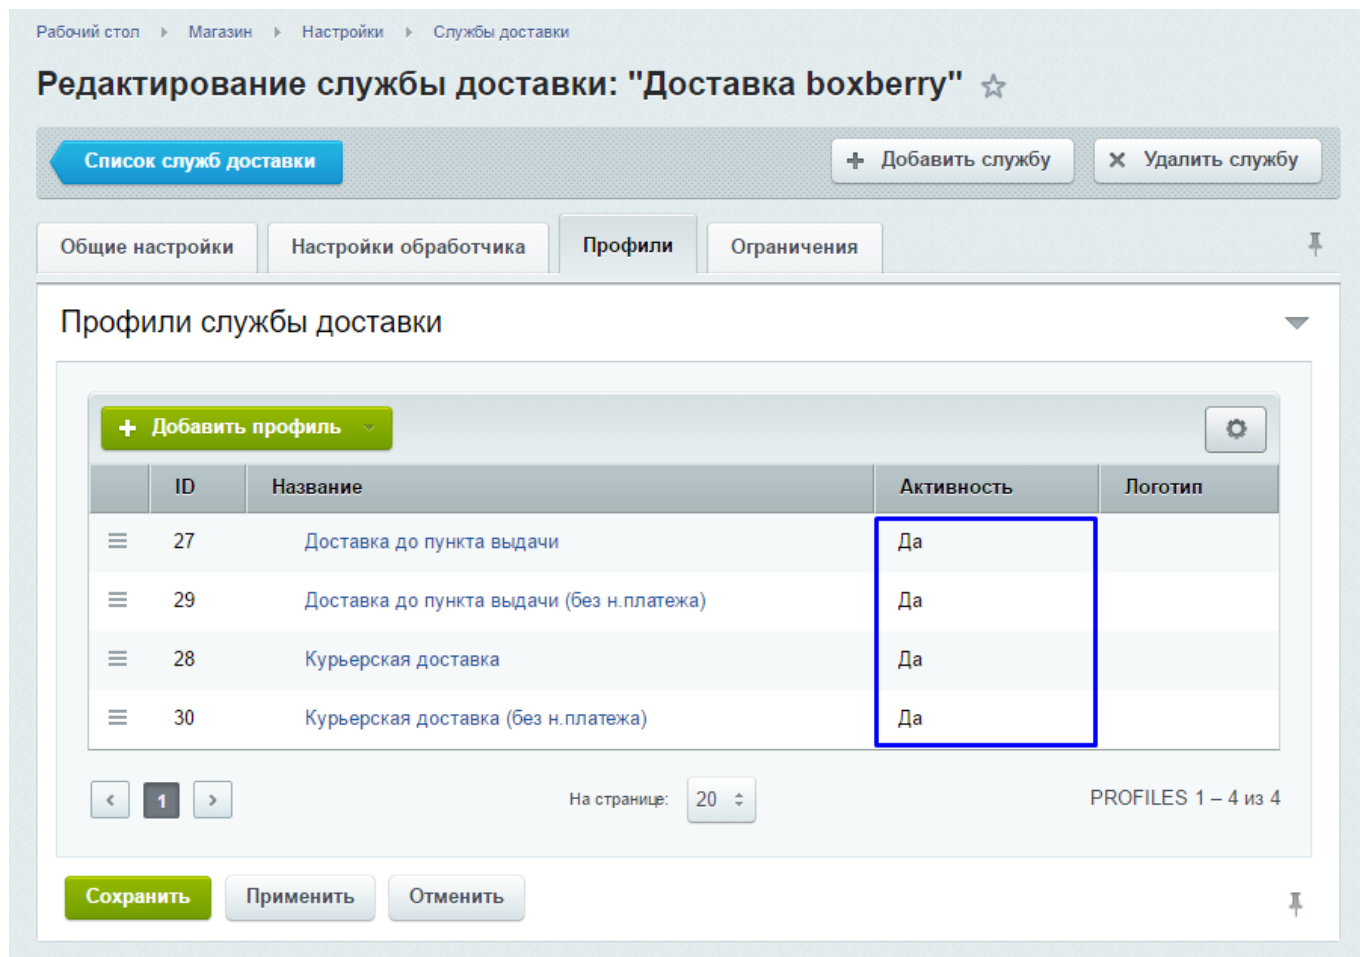 Рабочий стол Магазин Настройки Службы доставки
Редактирование службы доставки: "Доставка boxberry"
Список служб доставки Добавить службу Удалить службу
Общие настройки Настройки обработчика Профили Ограничения
Профили службы доставки
Добавить профиль
ID Название Активность Логотип
27 Доставка до пункта выдачи Да
29 Доставка до пункта выдачи (без н.платежа) Да
28 Курьерская доставка Да
30 Курьерская доставка (без н.платежа) Да
1 На странице: 20 PROFILES 1 – 4 из 4
Сохранить Применить Отменить